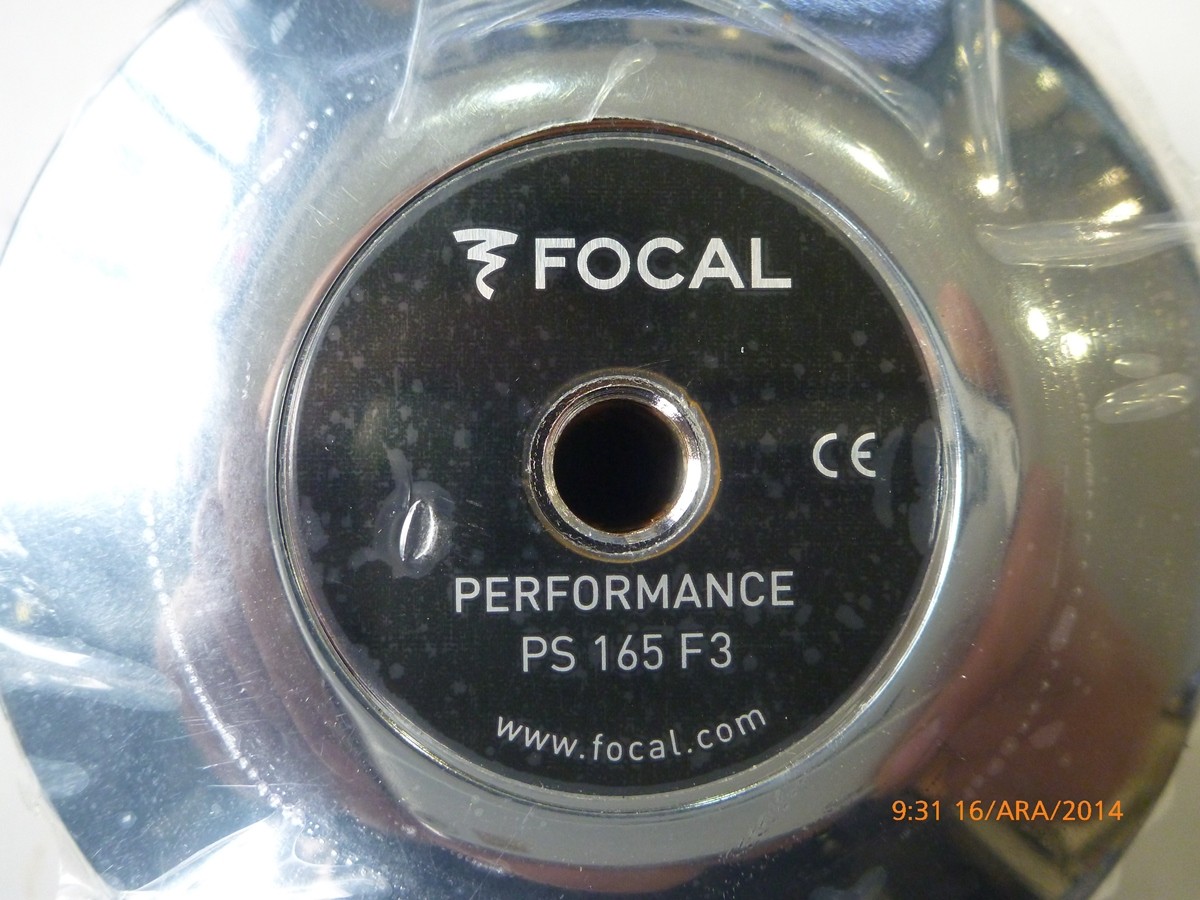 FOCAL
CE
PERFORMANCE
PS 165 F3
www.focal.com
9:31 16/ARA/2014